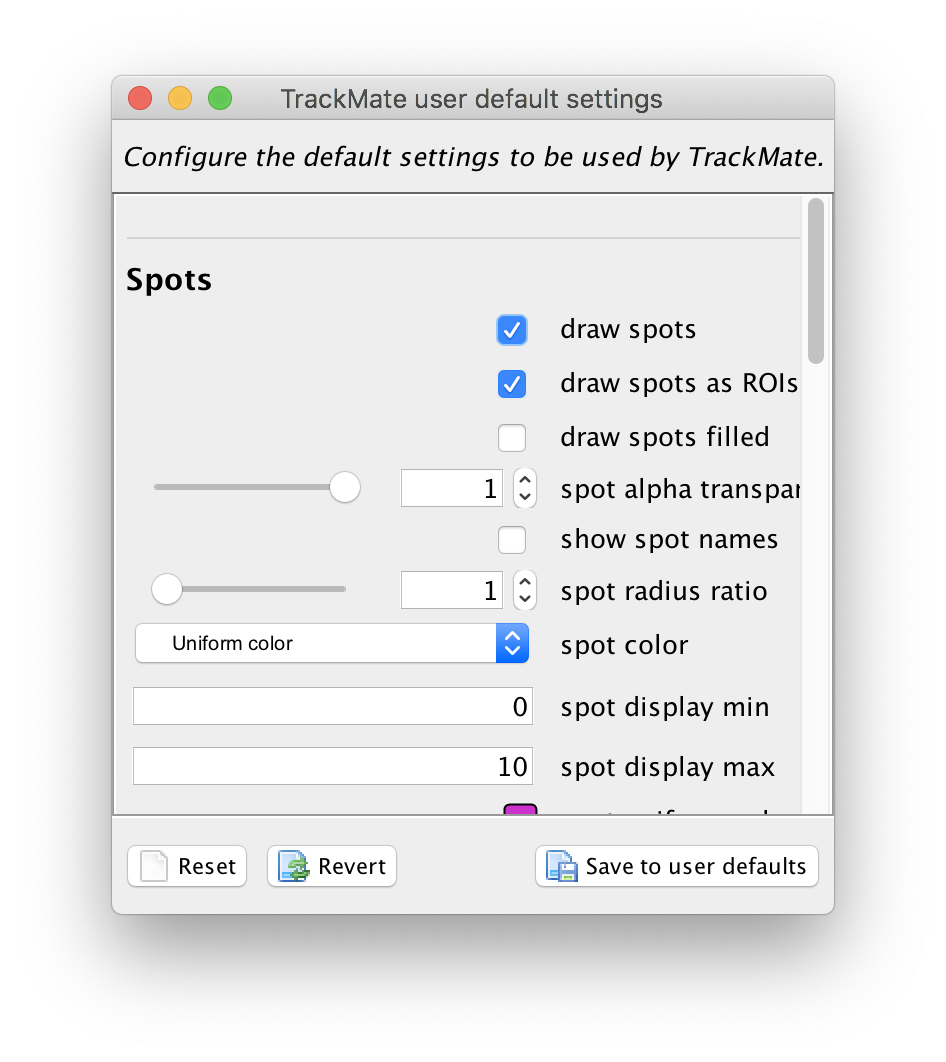 TrackMate user default settings
Configure the default settings to be used by TrackMate.
Spots
draw spots
draw spots as ROIs
draw spots filled
1 spot alpha transpar
show spot names
1 spot radius ratio
Uniform color spot color
0 spot display min
10 spot display max
Reset Revert Save to user defaults